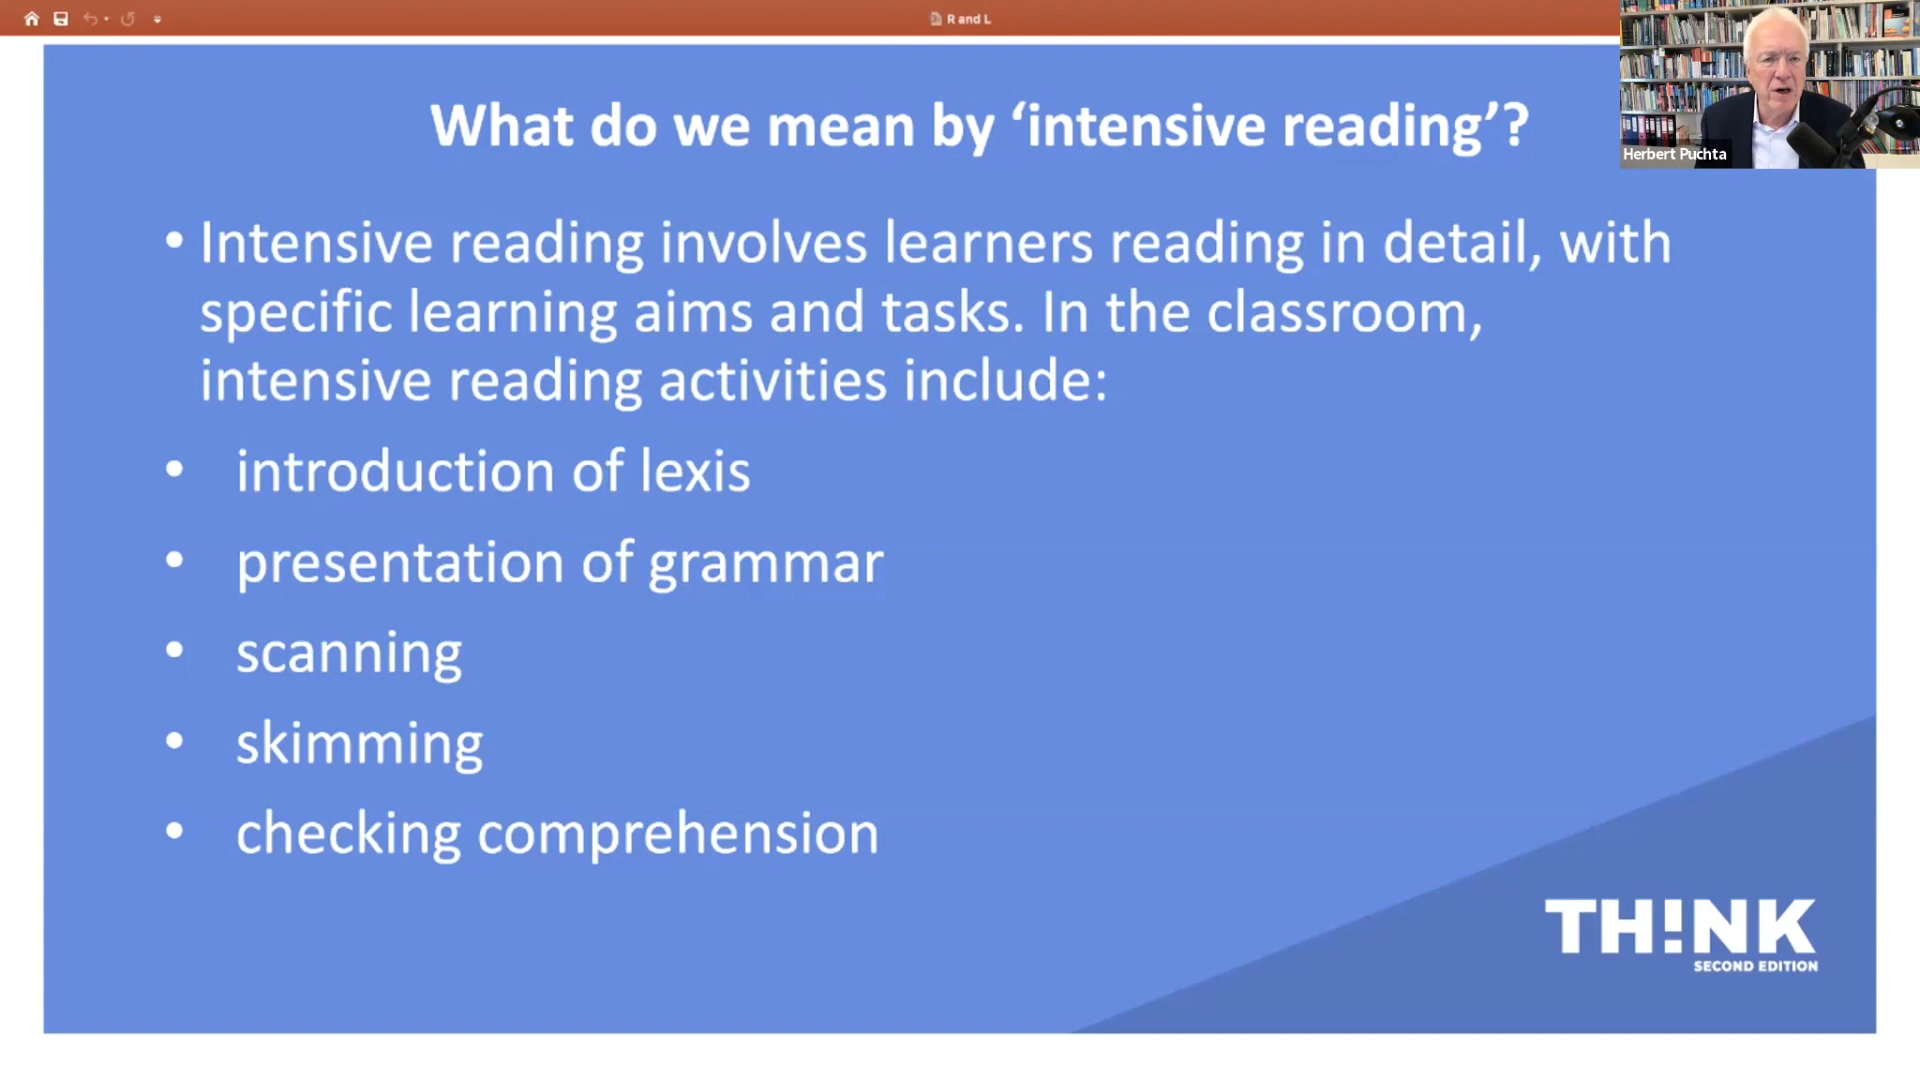 R and L
Herbert Puchta
What do we mean by ‘intensive reading’?
• Intensive reading involves learners reading in detail, with
specific learning aims and tasks. In the classroom,
intensive reading activities include:
• introduction of lexis
• presentation of grammar
• scanning
• skimming
• checking comprehension
TH!NK
SECOND EDITION